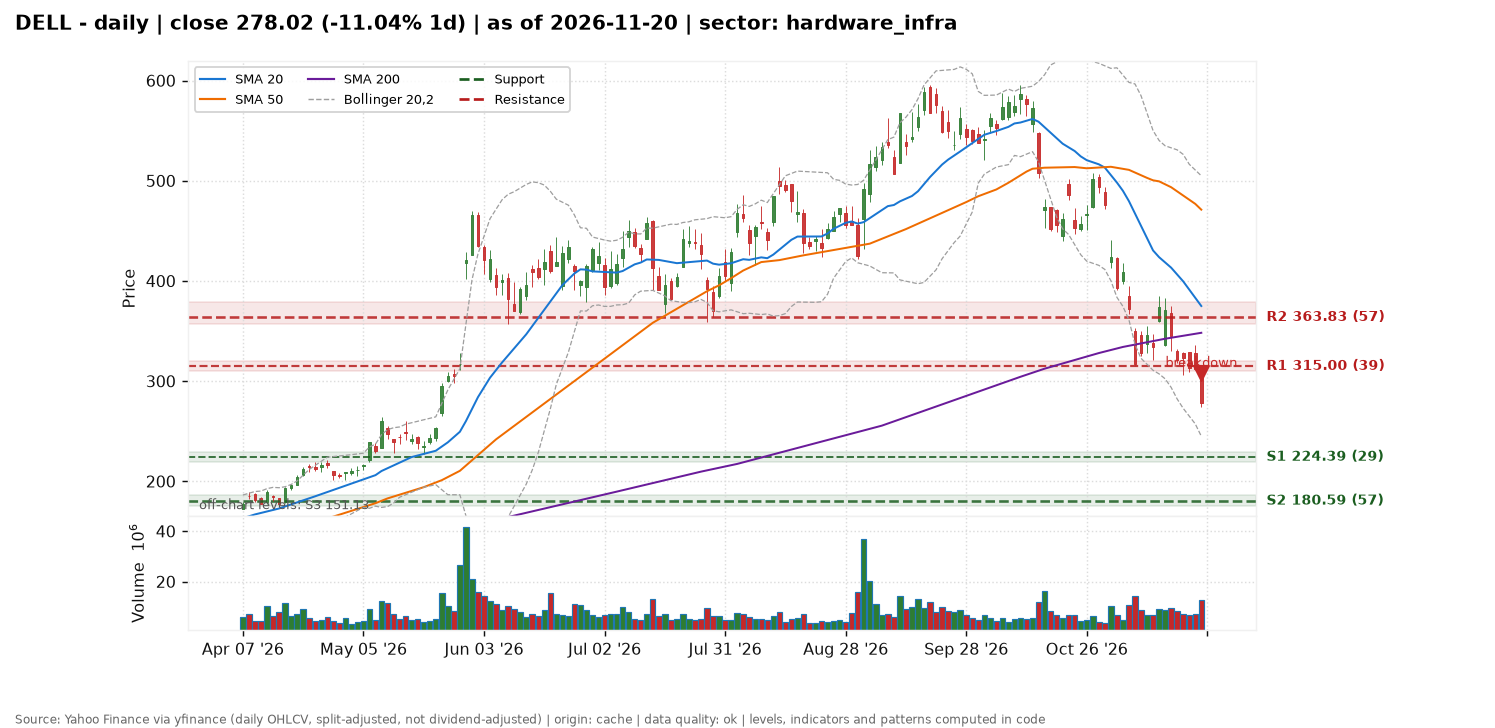 DELL - daily | close 278.02 (-11.04% 1d) | as of 2026-11-20 | sector: hardware_infra
SMA 20
SMA 50
SMA 200
Bollinger 20,2
Support
Resistance
Price
600
500
400
300
200
R2 363.83 (57)
breakdown
R1 315.00 (39)
S1 224.39 (29)
S2 180.59 (57)
off-chart levels: S3 151.13
Volume 10⁶
40
20
Apr 07 '26
May 05 '26
Jun 03 '26
Jul 02 '26
Jul 31 '26
Aug 28 '26
Sep 28 '26
Oct 26 '26
Source: Yahoo Finance via yfinance (daily OHLCV, split-adjusted, not dividend-adjusted) | origin: cache | data quality: ok | levels, indicators and patterns computed in code